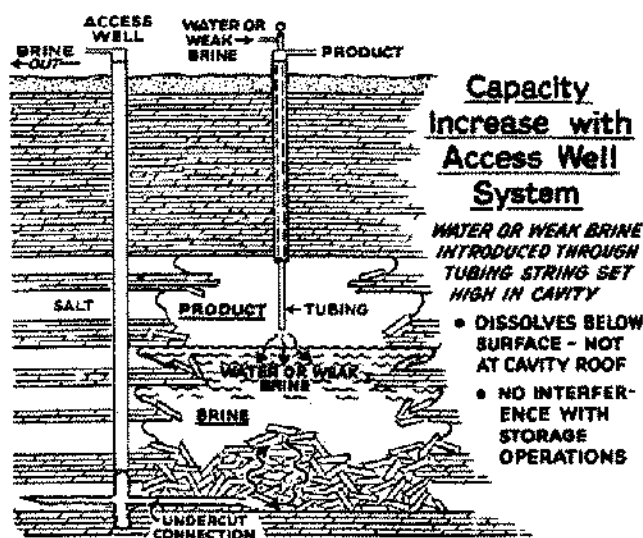 ACCESS
WELL
WATER OR
WEAK
BRINE
PRODUCT
BRINE
OUT
Capacity
Increase with
Access Well
System
WATER OR WEAK BRINE
INTRODUCED THROUGH
TUBING STRING SET
HIGH IN CAVITY
• DISSOLVES BELOW
SURFACE - NOT
AT CAVITY ROOF
• NO INTERFER-
ENCE WITH
STORAGE
OPERATIONS
SALT
PRODUCT
TUBING
WATER OR WEAK
BRINE
BRINE
UNDERCUT
CONNECTION